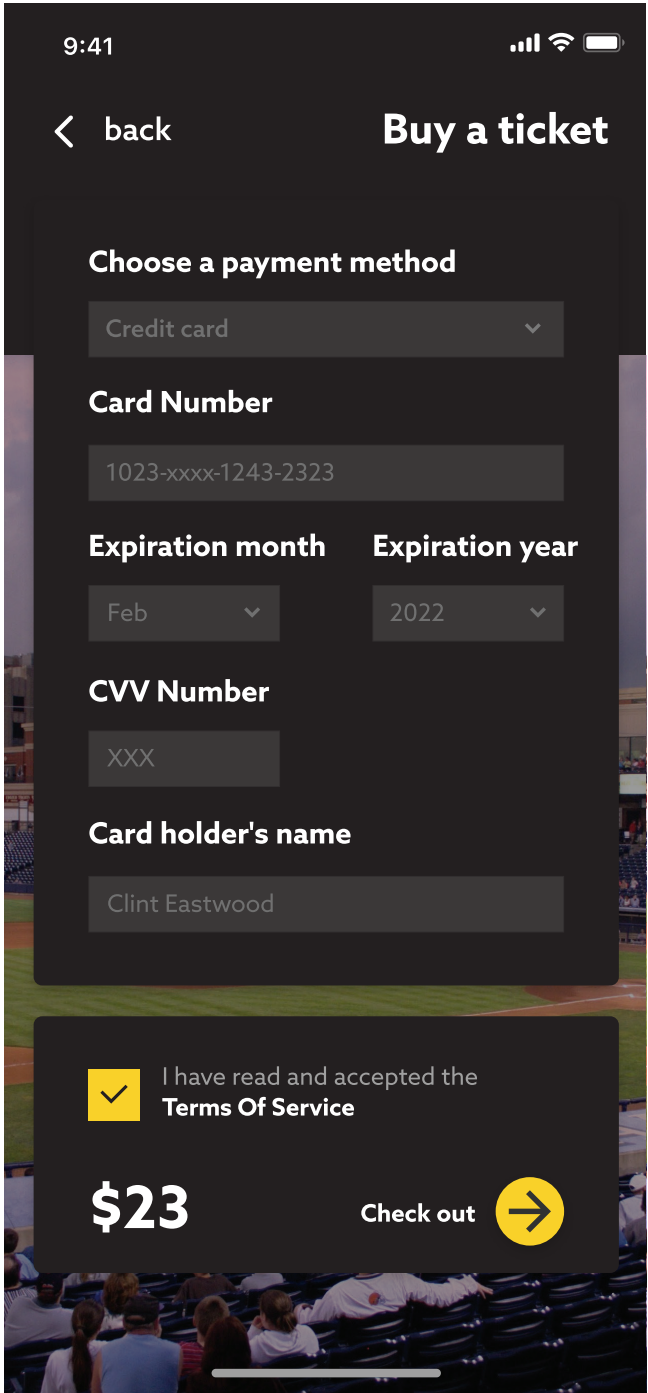 9:41
back
Buy a ticket
Choose a payment method
Credit card
Card Number
1023-xxxx-1243-2323
Expiration month
Expiration year
Feb
2022
CVV Number
XXX
Card holder's name
Clint Eastwood
I have read and accepted the
Terms Of Service
$23
Check out